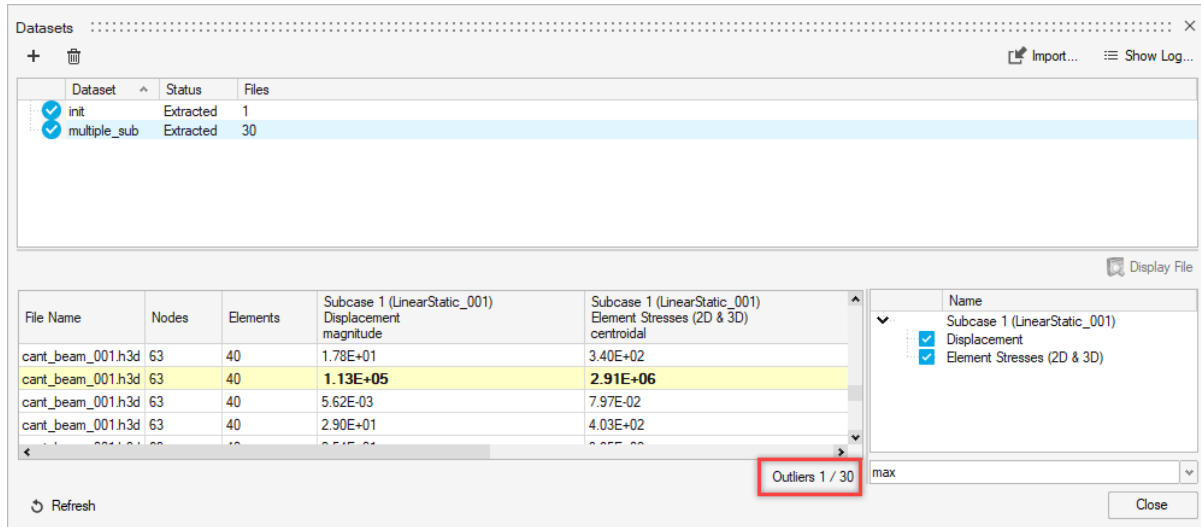 Datasets
Import... Show Log...
Dataset Status Files
init Extracted 1
multiple_sub Extracted 30
Display File
File Name Nodes Elements Subcase 1 (LinearStatic_001) Displacement magnitude Subcase 1 (LinearStatic_001) Element Stresses (2D & 3D) centroidal
cant_beam_001.h3d 63 40 1.78E+01 3.40E+02
cant_beam_001.h3d 63 40 1.13E+05 2.91E+06
cant_beam_001.h3d 63 40 5.62E-03 7.97E-02
cant_beam_001.h3d 63 40 2.90E+01 4.03E+02
Name
Subcase 1 (LinearStatic_001)
Displacement
Element Stresses (2D & 3D)
Outliers 1 / 30
max
Refresh
Close